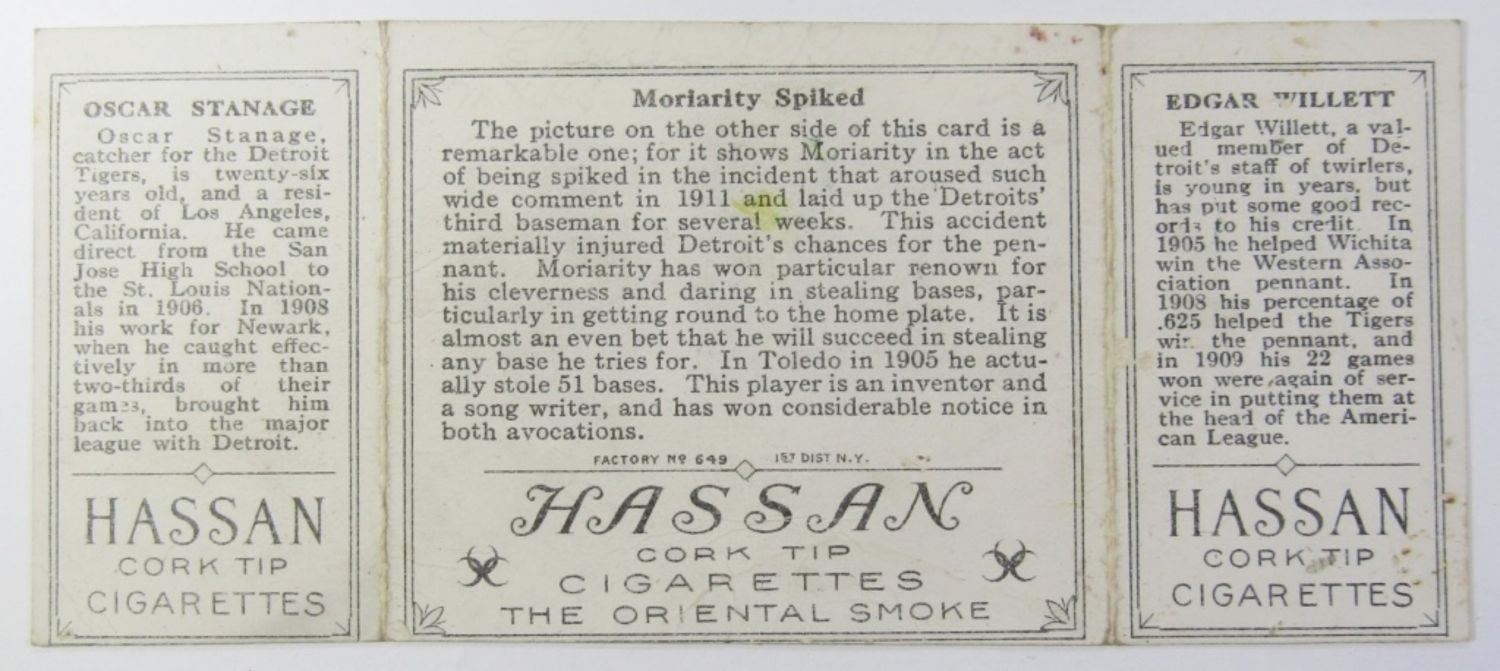 OSCAR STANAGE
Oscar Stanage,
catcher for the Detroit
Tigers, is twenty-six
years old, and a resi-
dent of Los Angeles,
California. He came
direct from the San
Jose High School to
the St. Louis Nation-
als in 1906. In 1908
his work for Newark,
when he caught effec-
tively in more than
two-thirds of their
games, brought him
back into the major
league with Detroit.
HASSAN
CORK TIP
CIGARETTES
Moriarity Spiked
The picture on the other side of this card is a
remarkable one; for it shows Moriarity in the act
of being spiked in the incident that aroused such
wide comment in 1911 and laid up the Detroits'
third baseman for several weeks. This accident
materially injured Detroit's chances for the pen-
nant. Moriarity has won particular renown for
his cleverness and daring in stealing bases, par-
ticularly in getting round to the home plate. It is
almost an even bet that he will succeed in stealing
any base he tries for. In Toledo in 1905 he actu-
ally stole 51 bases. This player is an inventor and
a song writer, and has won considerable notice in
both avocations.
FACTORY Nº 649 1ST DIST N.Y.
HASSAN
CORK TIP
CIGARETTES
THE ORIENTAL SMOKE
EDGAR WILLETT
Edgar Willett, a val-
ued member of De-
troit's staff of twirlers,
is young in years, but
has put some good rec-
ords to his credit. In
1905 he helped Wichita
win the Western Asso-
ciation pennant. In
1908 his percentage of
.625 helped the Tigers
win the pennant, and
in 1909 his 22 games
won were again of ser-
vice in putting them at
the head of the Ameri-
can League.
HASSAN
CORK TIP
CIGARETTES